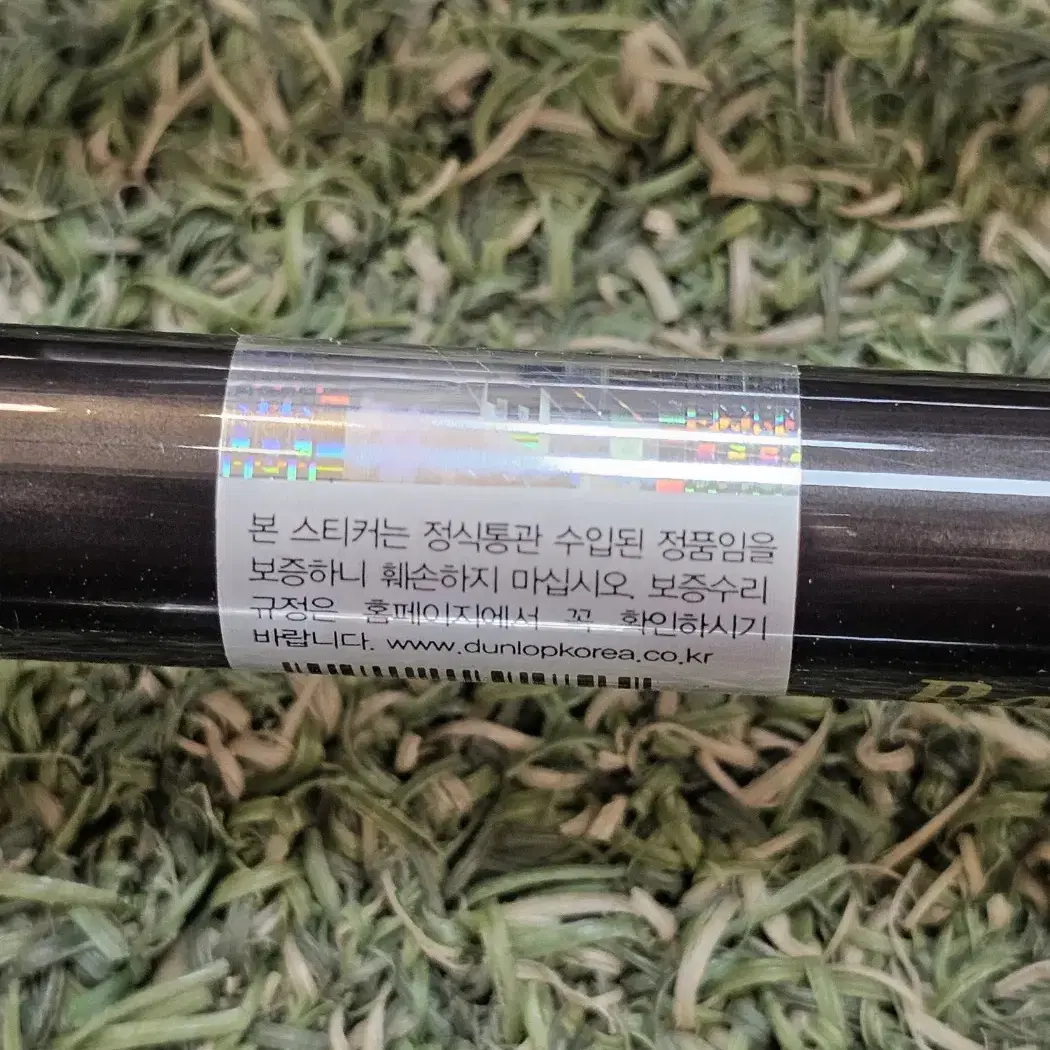 본 스티커는 정식통관 수입된 정품임을
보증하니 훼손하지 마십시오. 보증수리
규정은 홈페이지에서 꼭 확인하시기
바랍니다. www.dunlopkorea.co.kr